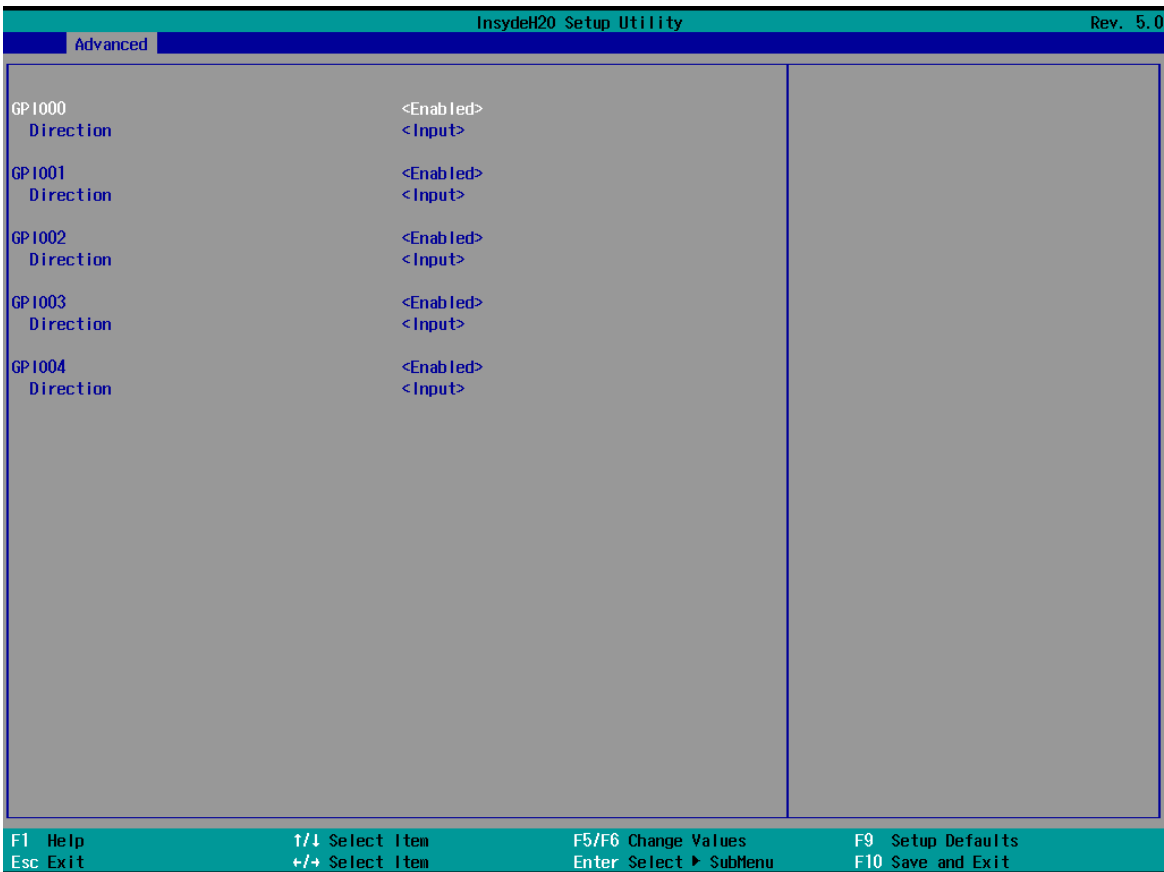 InsydeH20 Setup Utility Rev. 5.0
Advanced
GPIO00 <Enabled>
Direction <Input>
GPIO01 <Enabled>
Direction <Input>
GPIO02 <Enabled>
Direction <Input>
GPIO03 <Enabled>
Direction <Input>
GPIO04 <Enabled>
Direction <Input>
F1 Help ↑/↓ Select Item F5/F6 Change Values F9 Setup Defaults
Esc Exit ←/→ Select Item Enter Select ▶ SubMenu F10 Save and Exit